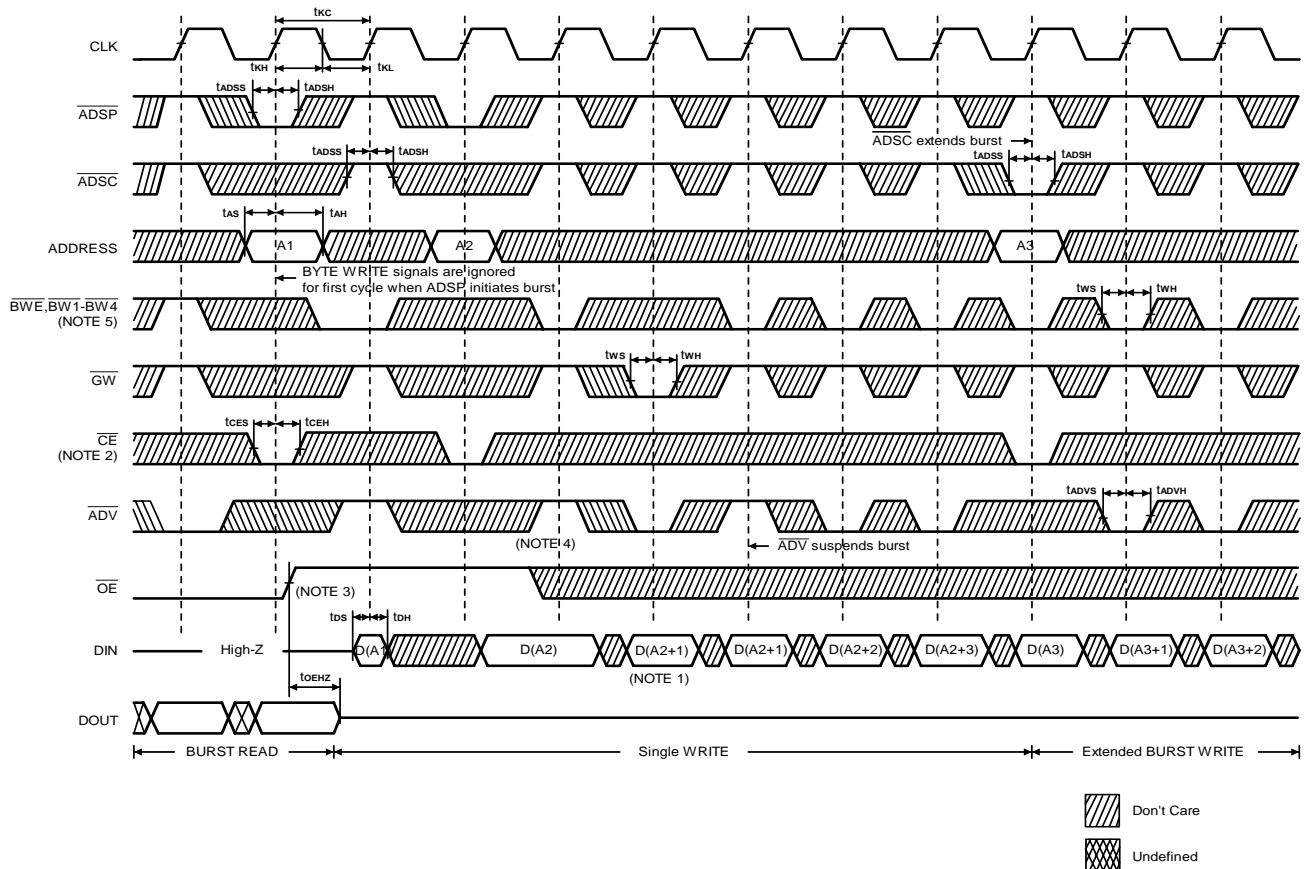 tKC
CLK
tKH tKL
tADSS tADSH
ADSP
ADSC extends burst
tADSS tADSH tADSS tADSH
ADSC
tAS tAH
ADDRESS A1 A2 A3
BYTE WRITE signals are ignored
for first cycle when ADSP initiates burst
BWE,BW1-BW4 tWS tWH
(NOTE 5)
tWS tWH
GW
tCES tCEH
CE
(NOTE 2)
tADVS tADVH
ADV
(NOTE 4) ADV suspends burst
OE (NOTE 3)
tDS tDH
DIN High-Z D(A1 D(A2) D(A2+1) D(A2+1) D(A2+2) D(A2+3) D(A3) D(A3+1) D(A3+2)
(NOTE 1)
tOEHZ
DOUT
BURST READ Single WRITE Extended BURST WRITE
Don't Care
Undefined